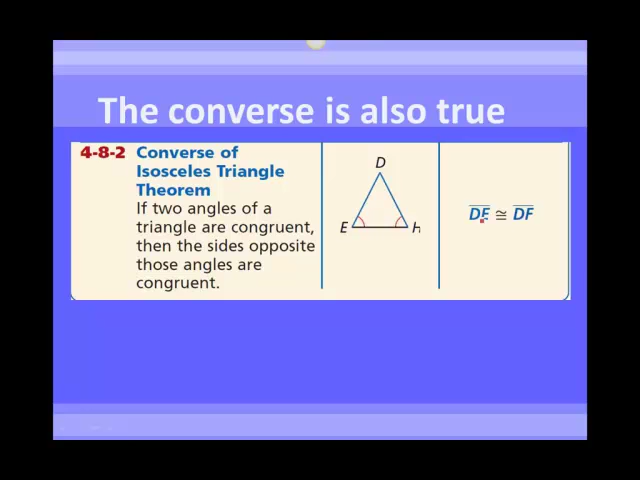 The converse is also true
4-8-2 Converse of
Isosceles Triangle
Theorem
If two angles of a
triangle are congruent,
then the sides opposite
those angles are
congruent.
D
E
DE ≅ DF